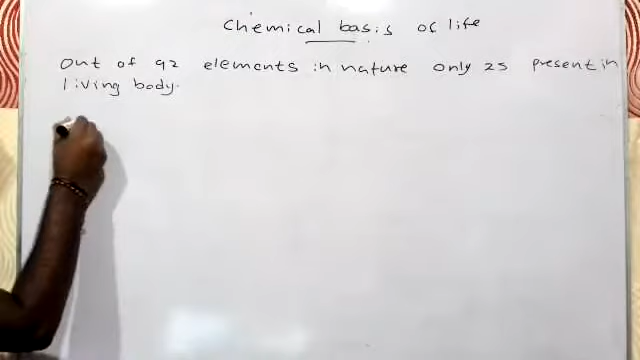 Chemical basis of life
Out of 92 elements in nature only 25 present in
living body.